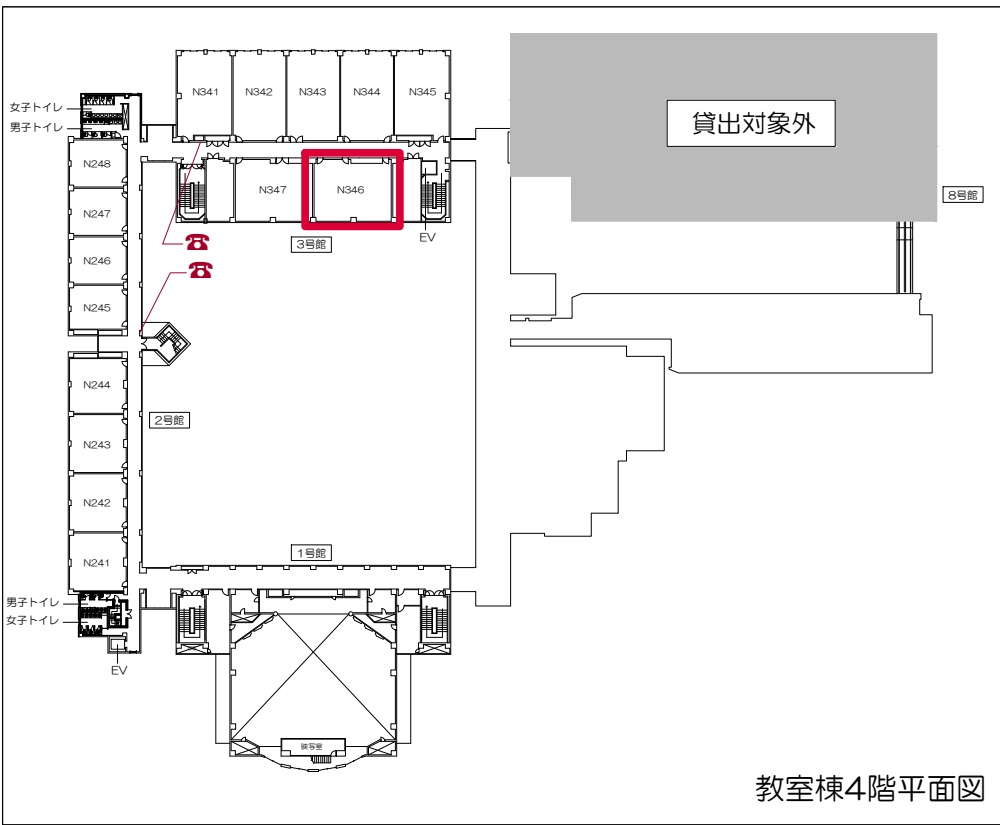 貸出対象外
8号館
女子トイレ
男子トイレ
N341
N342
N343
N344
N345
N248
N247
N246
N245
N347
N346
EV
3号館
N244
N243
N242
N241
2号館
1号館
男子トイレ
女子トイレ
EV
映写室
教室棟4階平面図